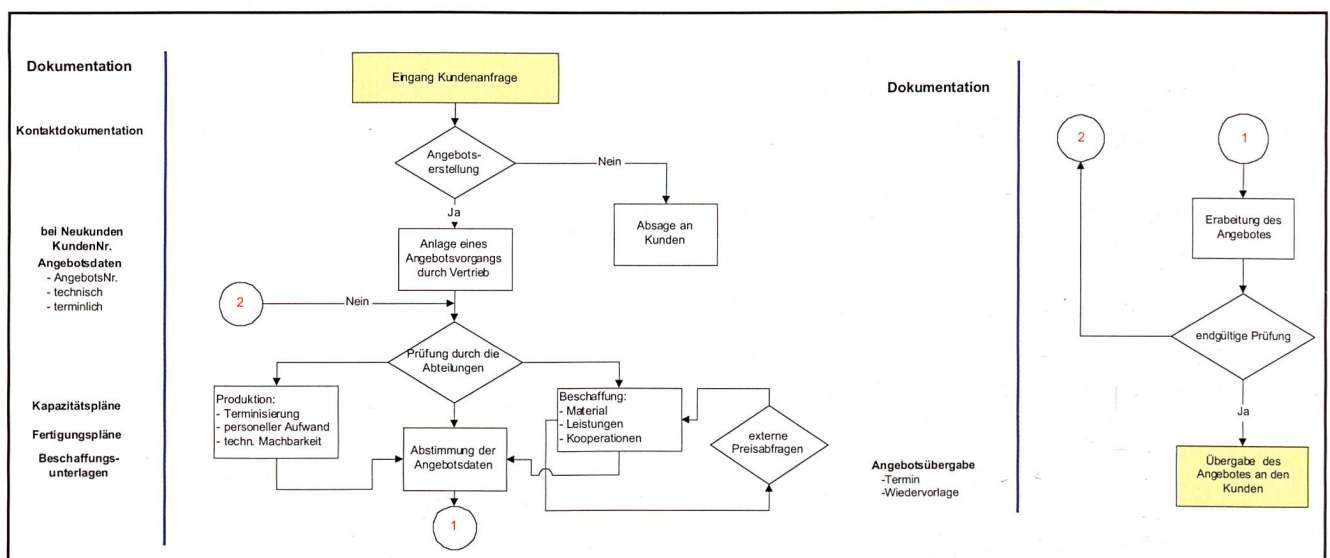 Dokumentation
Kontaktdokumentation
bei Neukunden
KundenNr.
Angebotsdaten
- AngebotsNr.
- technisch
- terminlich
Kapazitätspläne
Fertigungspläne
Beschaffungs-
unterlagen
Eingang Kundenanfrage
Angebots-
erstellung
Nein
Absage an
Kunden
Ja
Anlage eines
Angebotsvorgangs
durch Vertrieb
2
Nein
Prüfung durch die
Abteilungen
Produktion:
- Terminisierung
- personeller Aufwand
- techn. Machbarkeit
Beschaffung:
- Material
- Leistungen
- Kooperationen
externe
Preisabfragen
Abstimmung der
Angebotsdaten
1
Dokumentation
Angebotsübergabe
-Termin
-Wiedervorlage
2
1
Erabeitung des
Angebotes
endgültige Prüfung
Ja
Übergabe des
Angebotes an den
Kunden